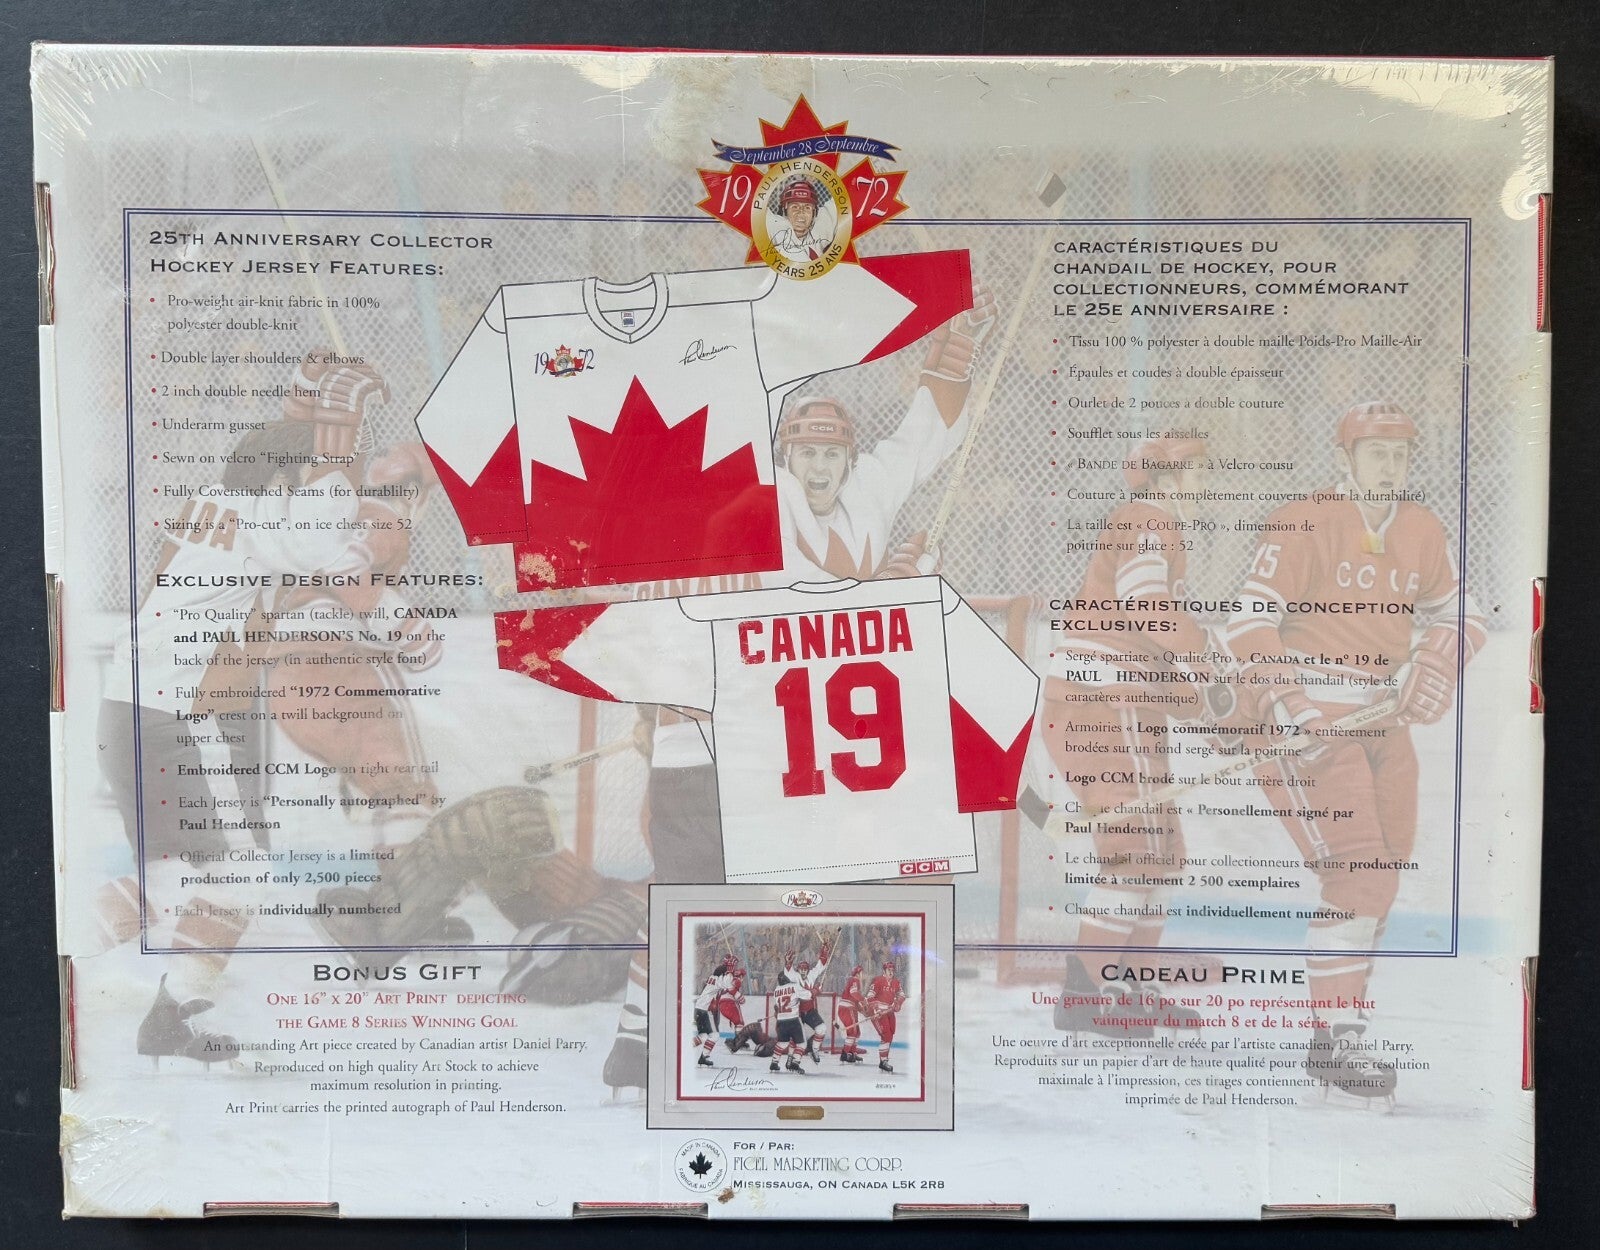 September 28 Septembre
19 72
PAUL HENDERSON
YEARS 25 ANS
25TH ANNIVERSARY COLLECTOR
HOCKEY JERSEY FEATURES:
• Pro-weight air-knit fabric in 100%
polyester double-knit
• Double layer shoulders & elbows
• 2 inch double needle hem
• Underarm gusset
• Sewn on velcro "Fighting Strap"
• Fully Coverstitched Seams (for durablilty)
• Sizing is a "Pro-cut", on ice chest size 52
EXCLUSIVE DESIGN FEATURES:
• "Pro Quality" spartan (tackle) twill, CANADA
and PAUL HENDERSON'S No. 19 on the
back of the jersey (in authentic style font)
• Fully embroidered "1972 Commemorative
Logo" crest on a twill background on
upper chest
• Embroidered CCM Logo on right rear tail
• Each Jersey is "Personally autographed" by
Paul Henderson
• Official Collector Jersey is a limited
production of only 2,500 pieces
• Each Jersey is individually numbered
19 72
Paul Henderson
CCM
CANADA
CANADA
19
CCM
CARACTÉRISTIQUES DU
CHANDAIL DE HOCKEY, POUR
COLLECTIONNEURS, COMMÉMORANT
LE 25E ANNIVERSAIRE :
• Tissu 100 % polyester à double maille Poids-Pro Maille-Air
• Épaules et coudes à double épaisseur
• Ourlet de 2 pouces à double couture
• Soufflet sous les aisselles
• « BANDE DE BAGARRE » à Velcro cousu
• Couture à points complètement couverts (pour la durabilité)
• La taille est « COUPE-PRO », dimension de
poitrine sur glace : 52
15 CCCP
CARACTÉRISTIQUES DE CONCEPTION
EXCLUSIVES:
• Sergé spartiate « Qualité-Pro », CANADA et le n° 19 de
PAUL HENDERSON sur le dos du chandail (style de
caractères authentique)
• Armoiries « Logo commémoratif 1972 » entièrement
brodées sur un fond sergé sur la poitrine
• Logo CCM brodé sur le bout arrière droit
• Ch ue chandail est « Personellement signé par
Paul Henderson »
• Le chandail officiel pour collectionneurs est une production
limitée à seulement 2 500 exemplaires
• Chaque chandail est individuellement numéroté
KOHO
KOHO
BONUS GIFT
ONE 16" X 20" ART PRINT DEPICTING
THE GAME 8 SERIES WINNING GOAL
An outstanding Art piece created by Canadian artist Daniel Parry.
Reproduced on high quality Art Stock to achieve
maximum resolution in printing.
Art Print carries the printed autograph of Paul Henderson.
19 72
CANADA
12
Paul Henderson
CADEAU PRIME
Une gravure de 16 po sur 20 po représentant le but
vainqueur du match 8 et de la série.
Une oeuvre d'art exceptionnelle créée par l'artiste canadien, Daniel Parry.
Reproduits sur un papier d'art de haute qualité pour obtenir une résolution
maximale à l'impression, ces tirages contiennent la signature
imprimée de Paul Henderson.
MADE IN CANADA
FABRIQUÉ AU CANADA
FOR / PAR:
FICEL MARKETING CORP.
MISSISSAUGA, ON CANADA L5K 2R8